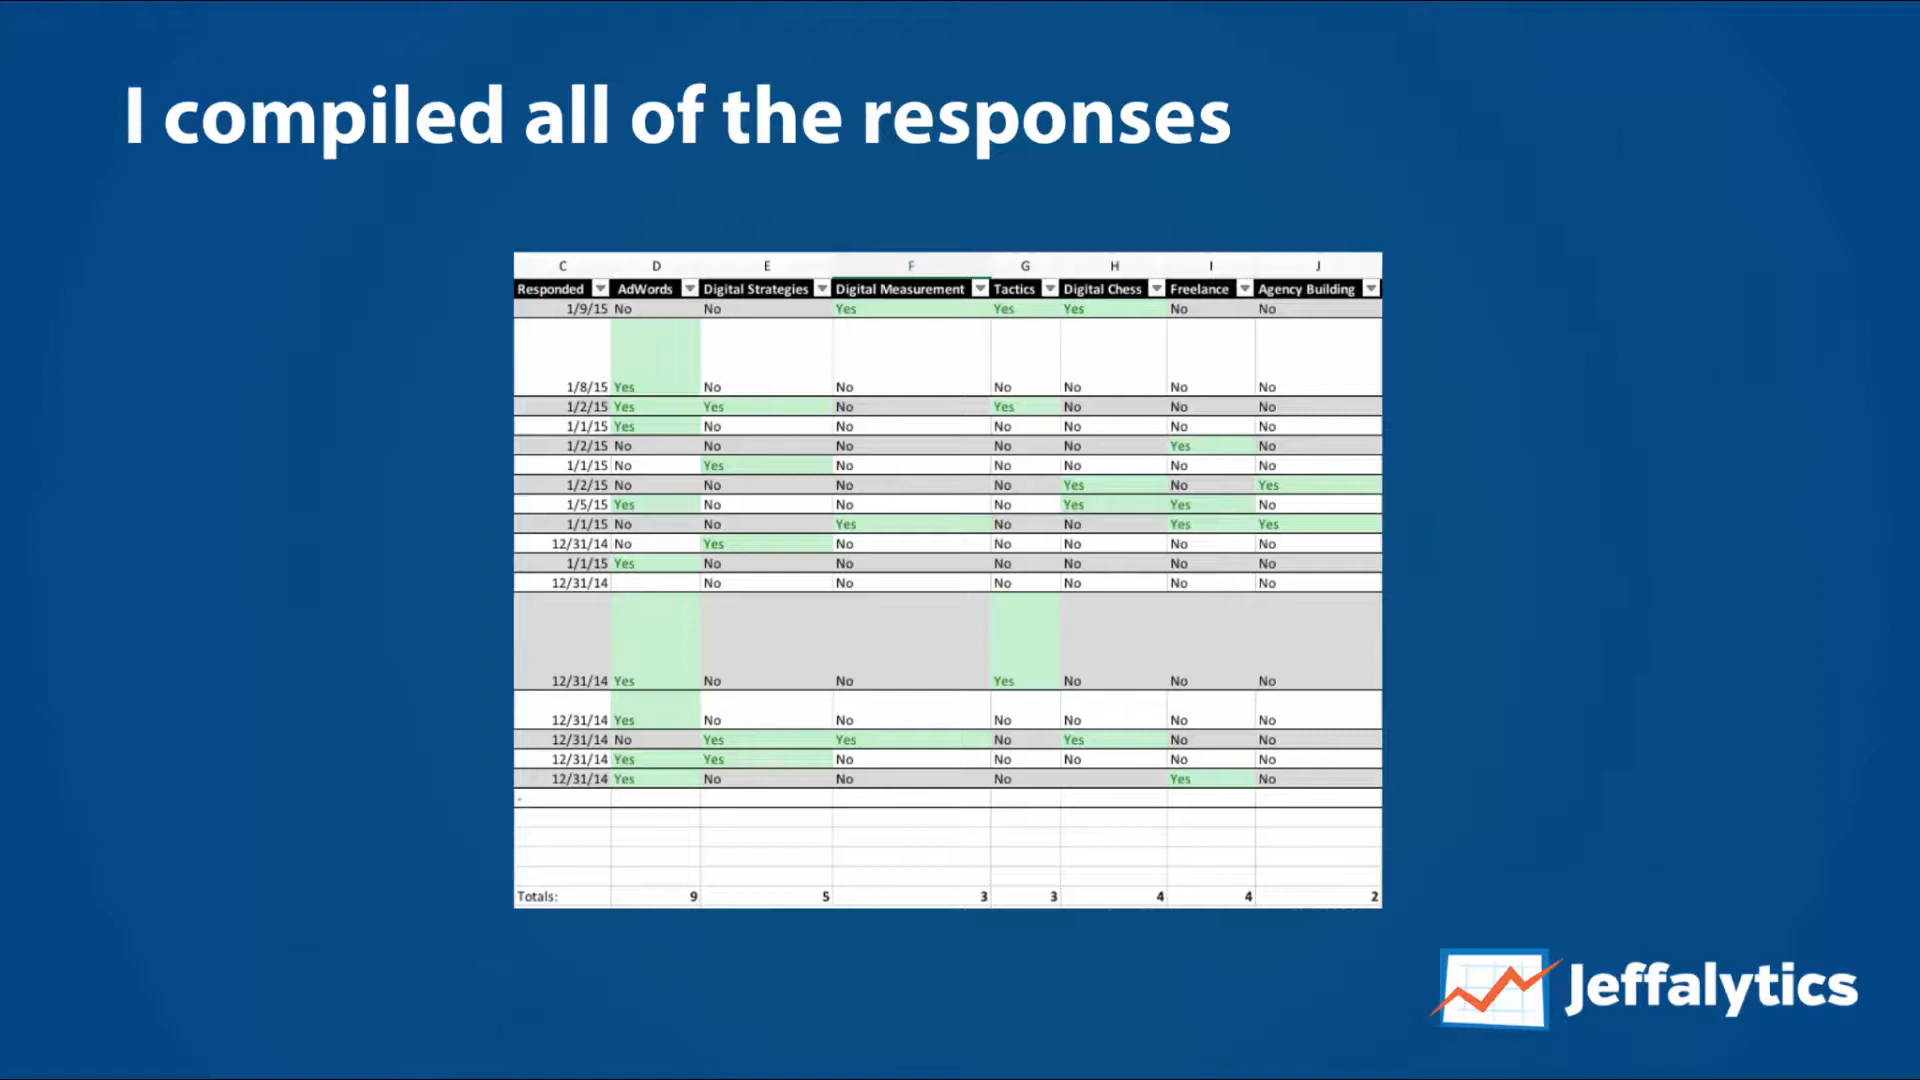 I compiled all of the responses
C D E F G H I J
Responded AdWords Digital Strategies Digital Measurement Tactics Digital Chess Freelance Agency Building
1/9/15 No No Yes Yes Yes No No
1/8/15 Yes No No No No No No
1/2/15 Yes Yes No Yes No No No
1/1/15 Yes No No No No No No
1/2/15 No No No No No Yes No
1/1/15 No Yes No No No No No
1/2/15 No No No No Yes No Yes
1/5/15 Yes No No No Yes Yes No
1/1/15 No No Yes No No Yes Yes
12/31/14 No Yes No No No No No
1/1/15 Yes No No No No No No
12/31/14 No No No No No No
12/31/14 Yes No No Yes No No No
12/31/14 Yes No No No No No No
12/31/14 No Yes Yes No Yes No No
12/31/14 Yes Yes No No No No No
12/31/14 Yes No No No Yes No
-
Totals: 9 5 3 3 4 4 2
Jeffalytics